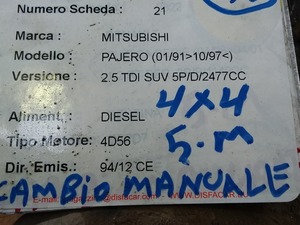 Numero Scheda : 21
Marca : MITSUBISHI
Modello : PAJERO (01/91>10/97<)
Versione : 2.5 TDI SUV 5P/D/2477CC
4x4
Aliment. : DIESEL
5.M
Tipo Motore: 4D56
Dir. Emis.: 94/12 CE
CAMBIO MANUALE
E-mail